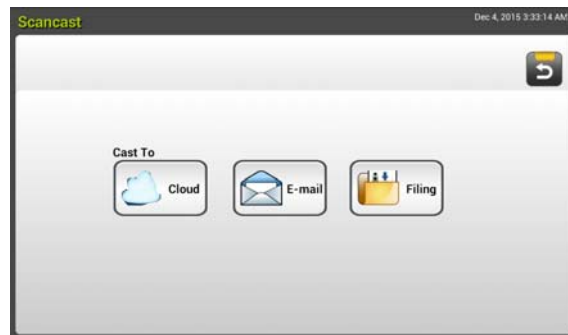 Scancast
Dec 4, 2015 3:33:14 AM
Cast To
Cloud
E-mail
Filing